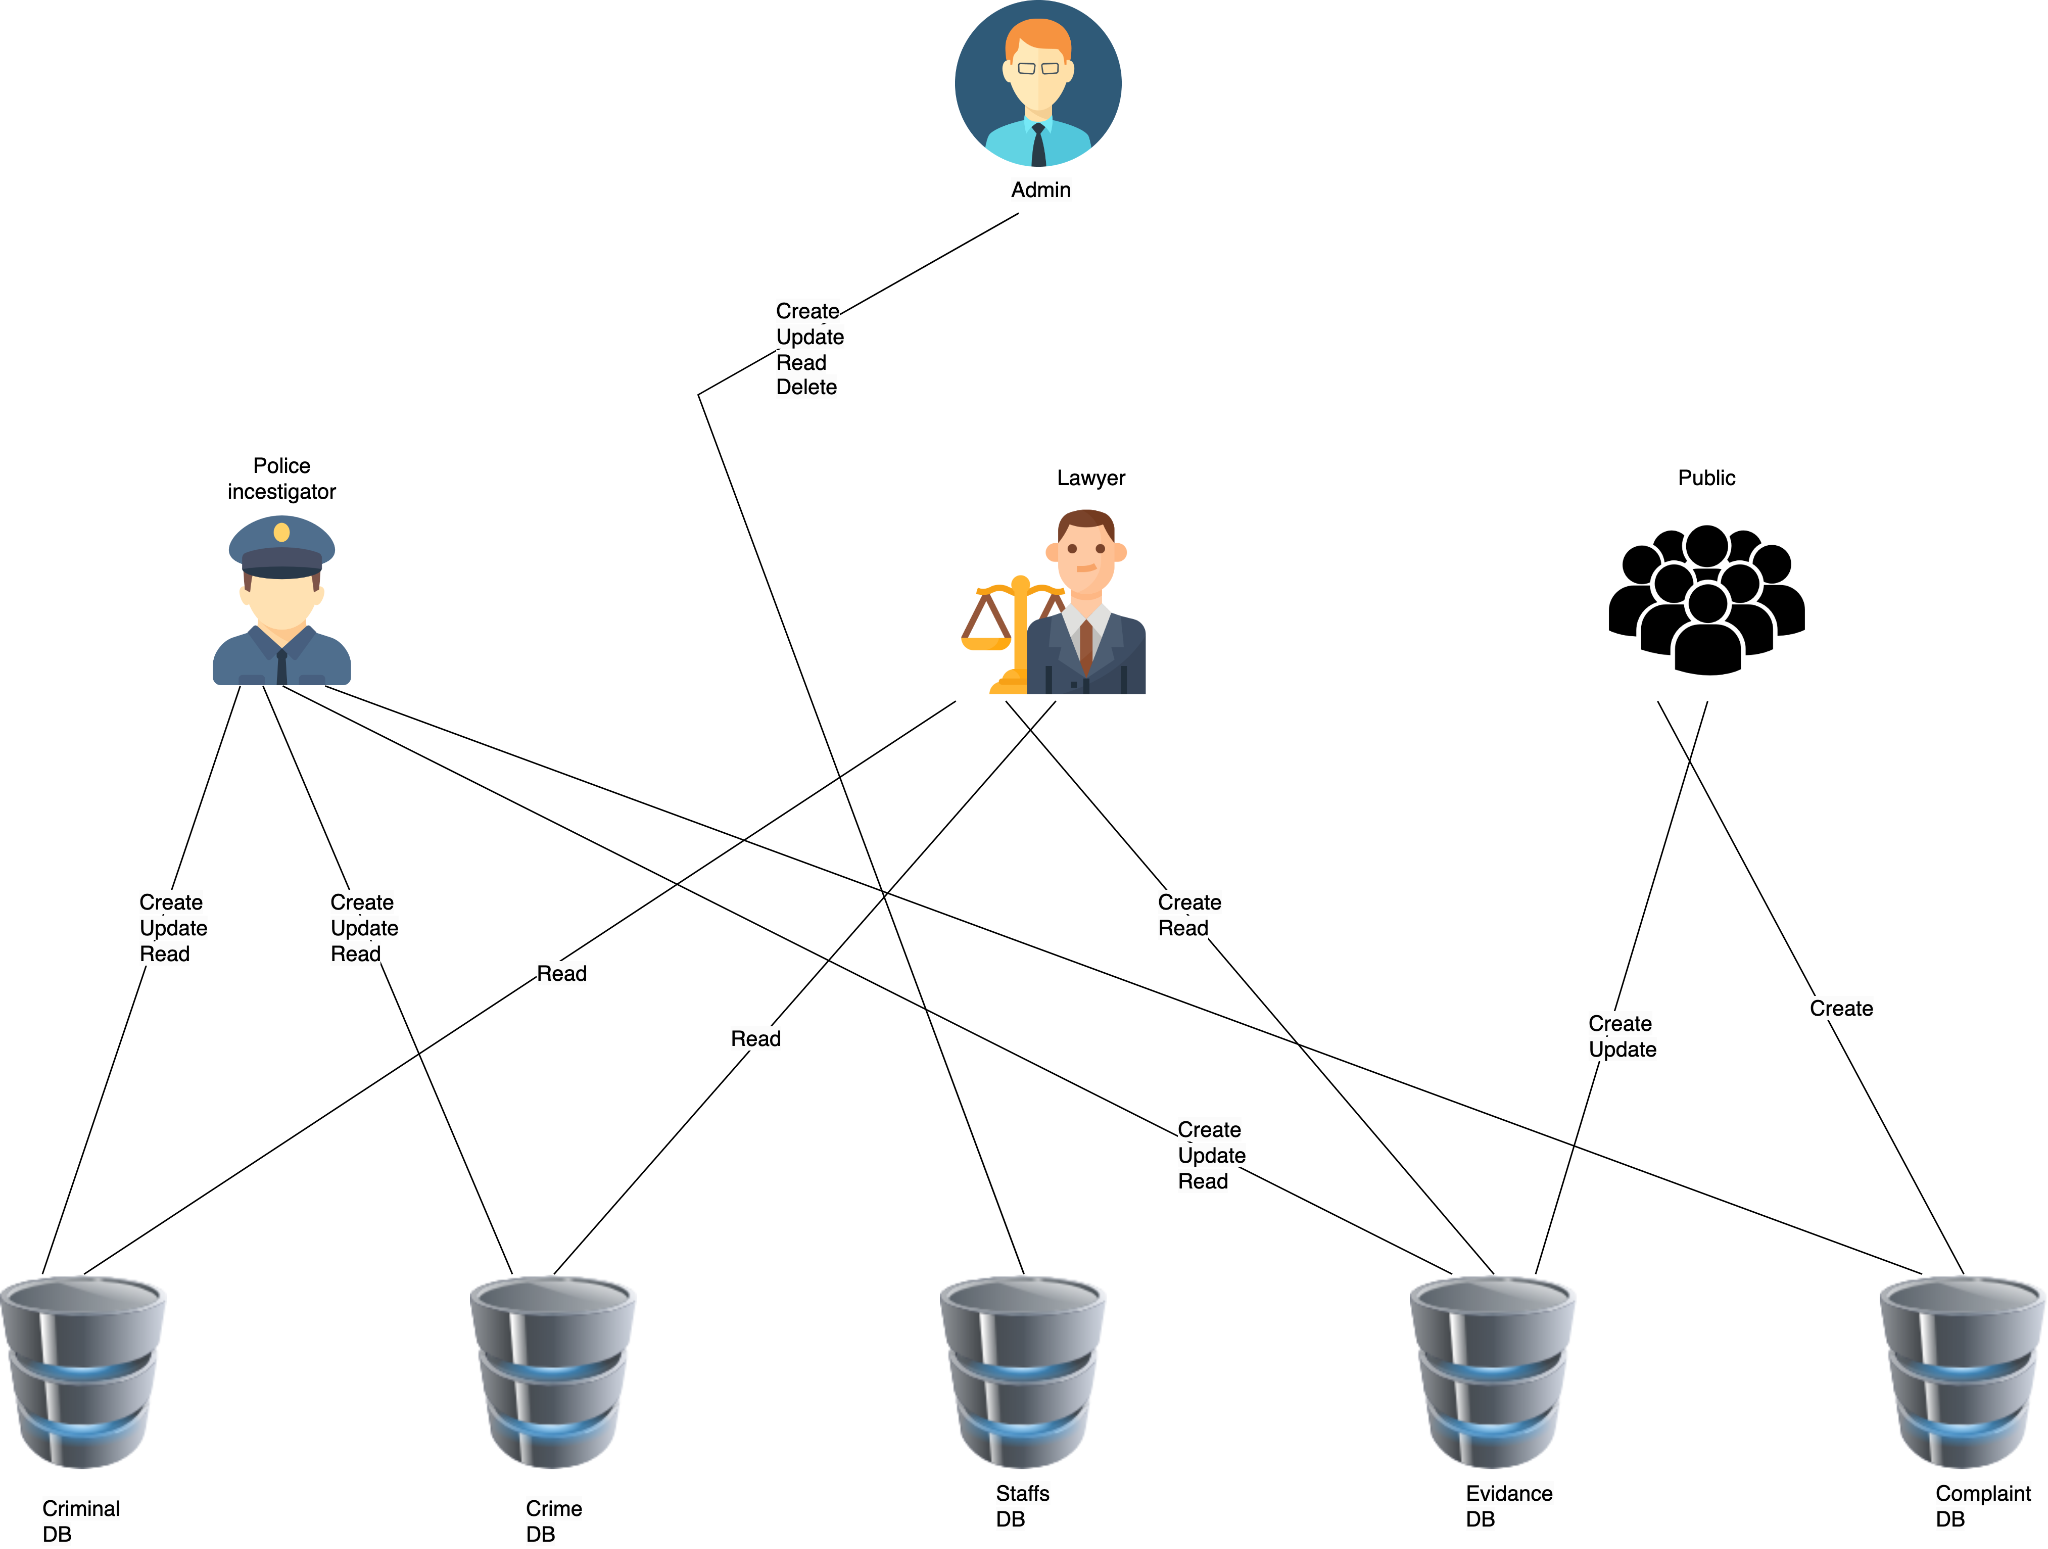 Admin
Create
Update
Read
Delete
Police
incestigator
Lawyer
Public
Create
Update
Read
Create
Update
Read
Read
Read
Create
Read
Create
Update
Create
Create
Update
Read
Criminal
DB
Crime
DB
Staffs
DB
Evidance
DB
Complaint
DB